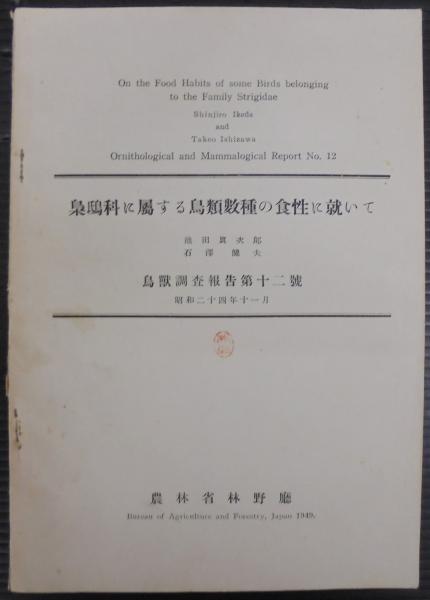 On the Food Habits of some Birds belonging
to the Family Strigidae
Shinjiro Ikeda
and
Takeo Ishizawa
Ornithological and Mammalogical Report No. 12
梟鴟科に屬する鳥類數種の食性に就いて
池田眞次郎
石澤健夫
鳥獸調査報告第十二號
昭和二十四年十一月
農林省林野廳
Bureau of Agriculture and Forestry, Japan 1949.